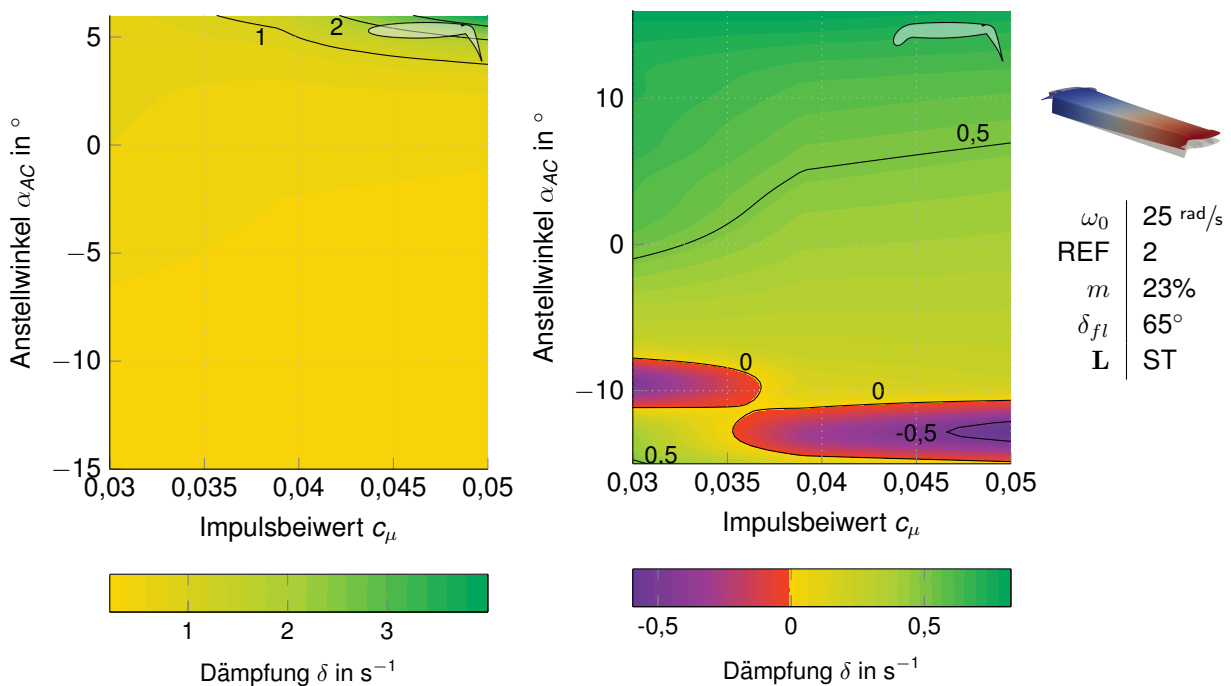 Anstellwinkel α_AC in °
5
0
−5
−10
−15
1
2
0,03
0,035
0,04
0,045
0,05
Impulsbeiwert c_μ
1
2
3
Dämpfung δ in s⁻¹
Anstellwinkel α_AC in °
10
0
−10
0,5
0
0
-0,5
0,5
0,03
0,035
0,04
0,045
0,05
Impulsbeiwert c_μ
-0,5
0
0,5
Dämpfung δ in s⁻¹
ω₀ 25 rad/s
REF 2
m 23%
δ_fl 65°
L ST